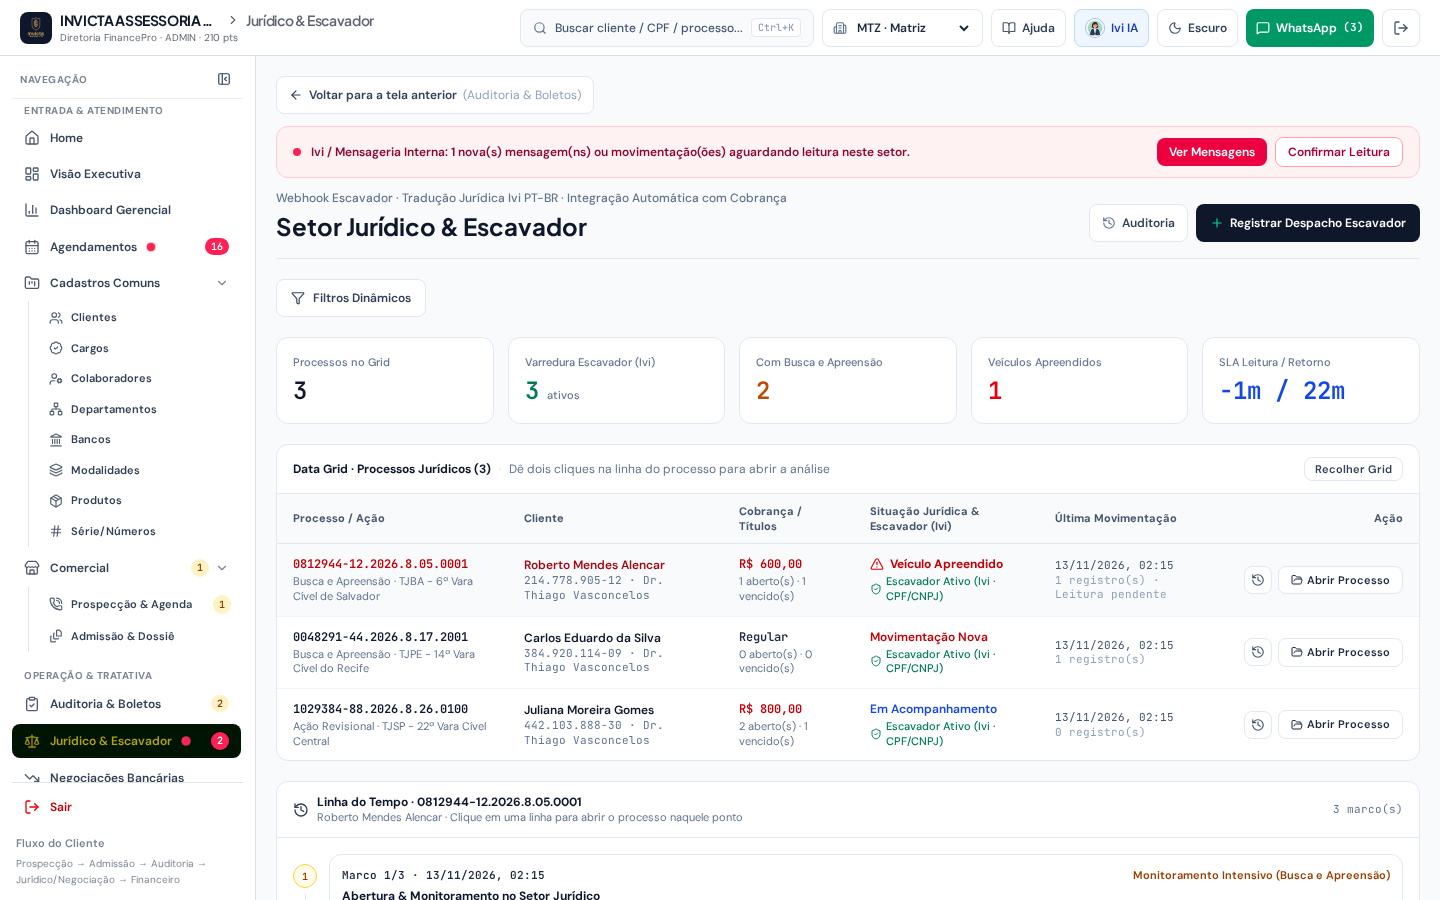 INVICTAASSESSORIA...
Jurídico & Escavador
Diretoria FinancePro · ADMIN · 210 pts
Buscar cliente / CPF / processo...
Ctrl+K
MTZ · Matriz
Ajuda
Ivi IA
Escuro
WhatsApp (3)
NAVEGAÇÃO
ENTRADA & ATENDIMENTO
Home
Visão Executiva
Dashboard Gerencial
Agendamentos
16
Cadastros Comuns
Clientes
Cargos
Colaboradores
Departamentos
Bancos
Modalidades
Produtos
Série/Números
Comercial
1
Prospecção & Agenda
1
Admissão & Dossiê
OPERAÇÃO & TRATATIVA
Auditoria & Boletos
2
Jurídico & Escavador
2
Negociações Bancárias
Sair
Fluxo do Cliente
Prospecção → Admissão → Auditoria →
Jurídico/Negociação → Financeiro
Voltar para a tela anterior (Auditoria & Boletos)
Ivi / Mensageria Interna: 1 nova(s) mensagem(ns) ou movimentação(ões) aguardando leitura neste setor.
Ver Mensagens
Confirmar Leitura
Webhook Escavador · Tradução Jurídica Ivi PT-BR · Integração Automática com Cobrança
Setor Jurídico & Escavador
Auditoria
Registrar Despacho Escavador
Filtros Dinâmicos
Processos no Grid
3
Varredura Escavador (Ivi)
3 ativos
Com Busca e Apreensão
2
Veículos Apreendidos
1
SLA Leitura / Retorno
-1m / 22m
Data Grid · Processos Jurídicos (3) · Dê dois cliques na linha do processo para abrir a análise
Recolher Grid
Processo / Ação
Cliente
Cobrança /
Títulos
Situação Jurídica &
Escavador (Ivi)
Última Movimentação
Ação
0812944-12.2026.8.05.0001
Busca e Apreensão · TJBA - 6ª Vara
Cível de Salvador
Roberto Mendes Alencar
214.778.905-12 · Dr.
Thiago Vasconcelos
R$ 600,00
1 aberto(s) · 1
vencido(s)
Veículo Apreendido
Escavador Ativo (Ivi ·
CPF/CNPJ)
13/11/2026, 02:15
1 registro(s) ·
Leitura pendente
Abrir Processo
0048291-44.2026.8.17.2001
Busca e Apreensão · TJPE - 14ª Vara
Cível do Recife
Carlos Eduardo da Silva
384.920.114-09 · Dr.
Thiago Vasconcelos
Regular
0 aberto(s) · 0
vencido(s)
Movimentação Nova
Escavador Ativo (Ivi ·
CPF/CNPJ)
13/11/2026, 02:15
1 registro(s)
Abrir Processo
1029384-88.2026.8.26.0100
Ação Revisional · TJSP - 22ª Vara Cível
Central
Juliana Moreira Gomes
442.103.888-30 · Dr.
Thiago Vasconcelos
R$ 800,00
2 aberto(s) · 1
vencido(s)
Em Acompanhamento
Escavador Ativo (Ivi ·
CPF/CNPJ)
13/11/2026, 02:15
0 registro(s)
Abrir Processo
Linha do Tempo · 0812944-12.2026.8.05.0001
Roberto Mendes Alencar · Clique em uma linha para abrir o processo naquele ponto
3 marco(s)
1
Marco 1/3 · 13/11/2026, 02:15
Monitoramento Intensivo (Busca e Apreensão)
Abertura & Monitoramento no Setor Jurídico